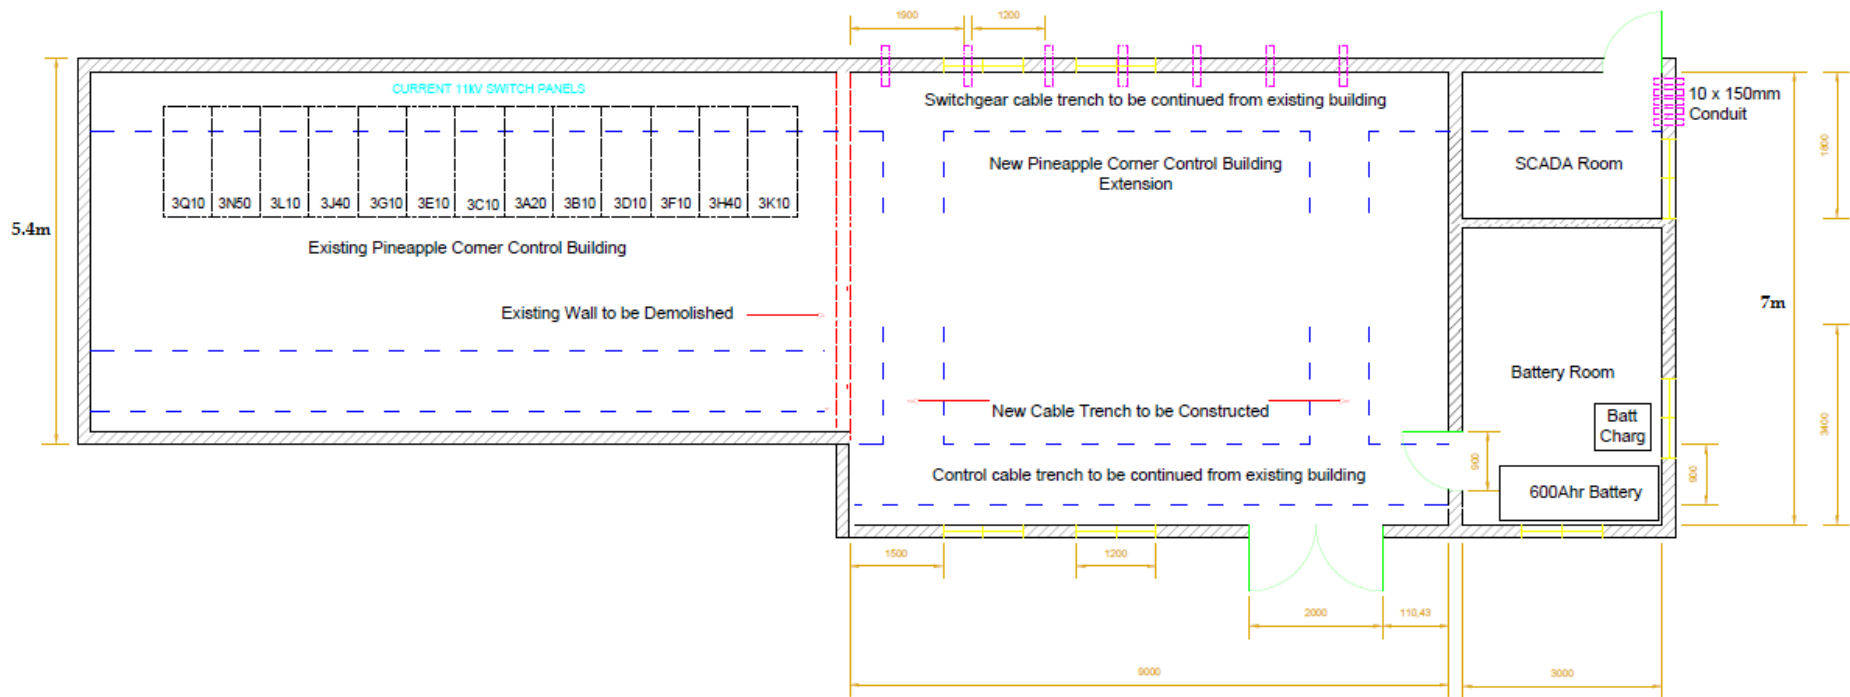 1900
1200
CURRENT 11kV SWITCH PANELS
Switchgear cable trench to be continued from existing building
10 x 150mm
Conduit
1800
New Pineapple Corner Control Building
Extension
SCADA Room
3Q10 3N50 3L10 3J40 3G10 3E10 3C10 3A20 3B10 3D10 3F10 3H40 3K10
5.4m
Existing Pineapple Corner Control Building
7m
Existing Wall to be Demolished
Battery Room
New Cable Trench to be Constructed
Batt
Charg
3400
900
900
Control cable trench to be continued from existing building
600Ahr Battery
1500
1200
2000
110,43
9000
3000